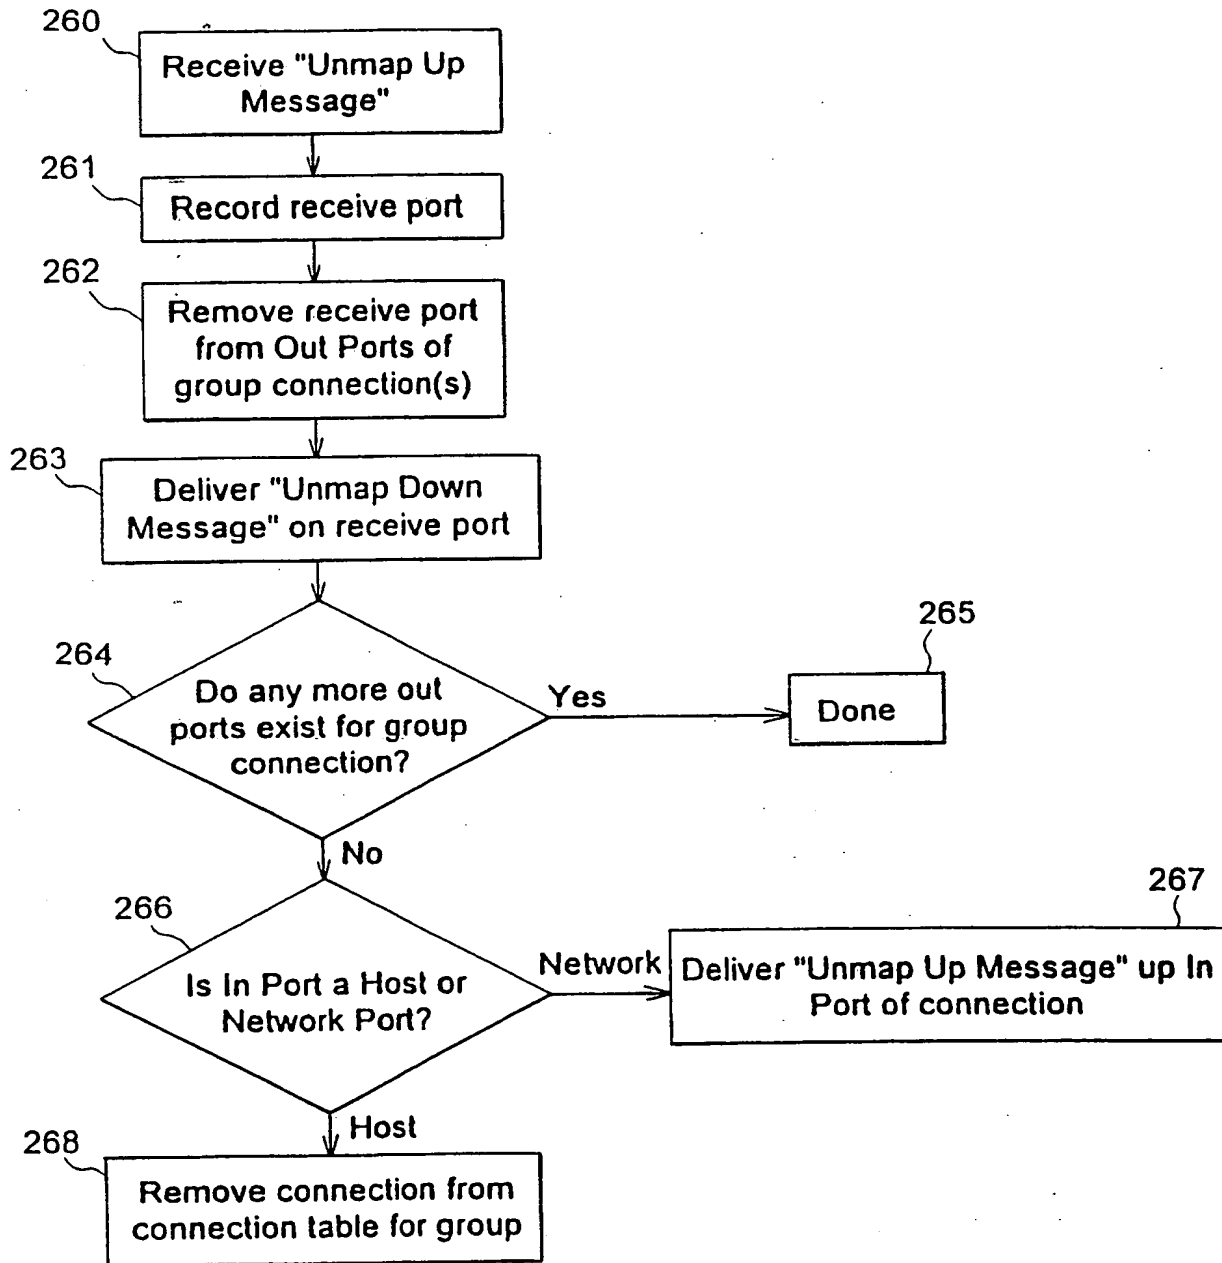 260
Receive "Unmap Up
Message"
261
Record receive port
262
Remove receive port
from Out Ports of
group connection(s)
263
Deliver "Unmap Down
Message" on receive port
264
Do any more out
ports exist for group
connection?
Yes
265
Done
No
266
Is In Port a Host or
Network Port?
Network
267
Deliver "Unmap Up Message" up In
Port of connection
Host
268
Remove connection from
connection table for group